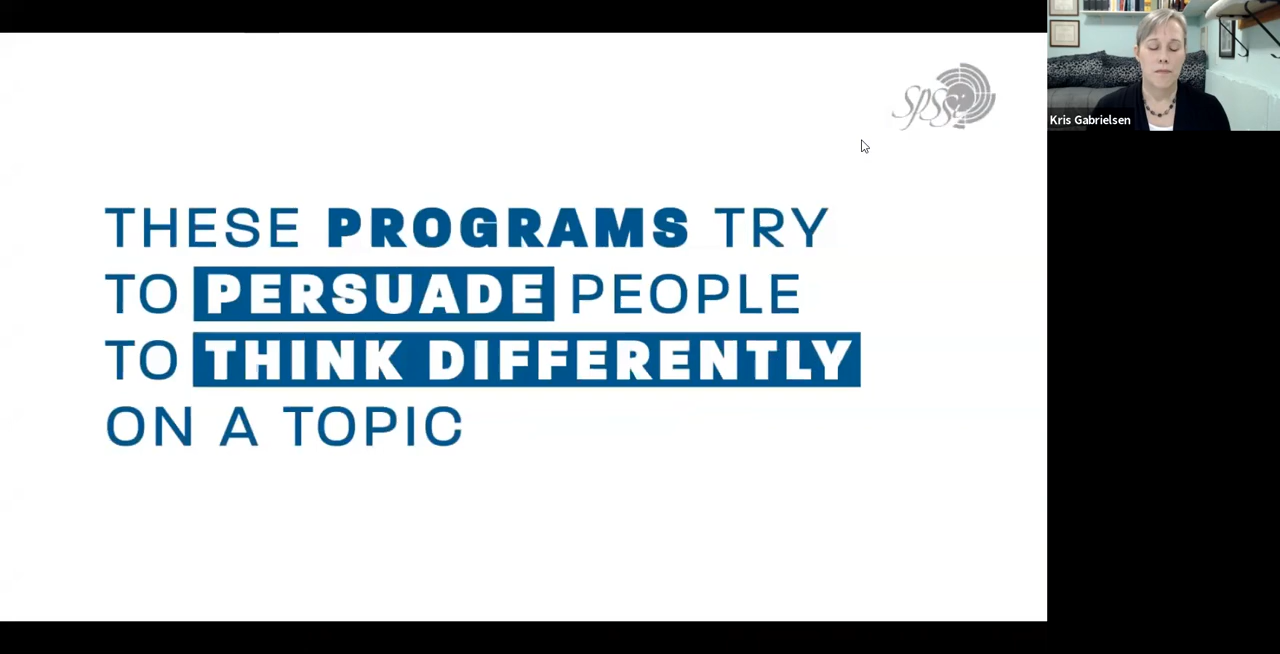 SPSSI
THESE PROGRAMS TRY
TO PERSUADE PEOPLE
TO THINK DIFFERENTLY
ON A TOPIC
Kris Gabrielsen